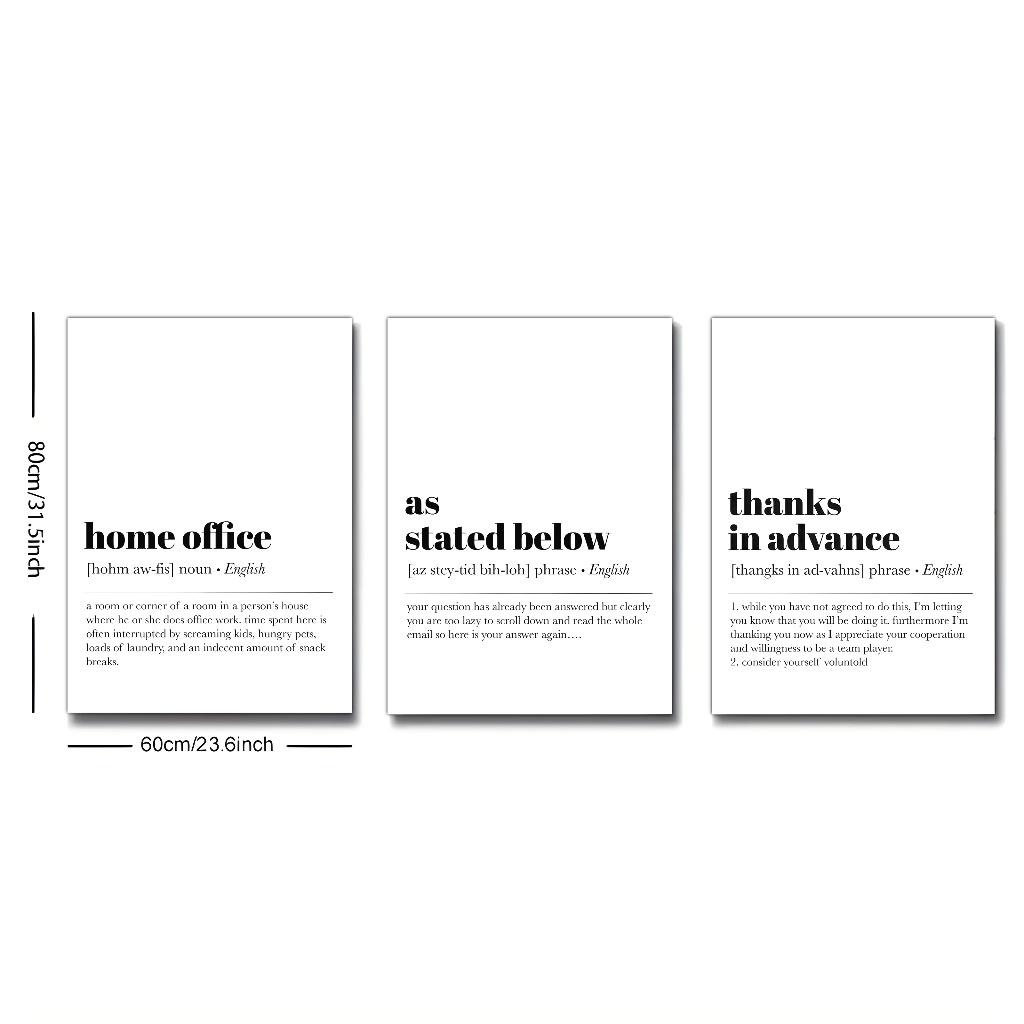 80cm/31.5inch
home office
[hohm aw-fis] noun • English
a room or corner of a room in a person's house
where he or she does office work. time spent here is
often interrupted by screaming kids, hungry pets,
loads of laundry, and an indecent amount of snack
breaks.
60cm/23.6inch
as
stated below
[az stey-tid bih-loh] phrase • English
your question has already been answered but clearly
you are too lazy to scroll down and read the whole
email so here is your answer again....
thanks
in advance
[thangks in ad-vahns] phrase • English
1. while you have not agreed to do this, I'm letting
you know that you will be doing it. furthermore I'm
thanking you now as I appreciate your cooperation
and willingness to be a team player.
2. consider yourself voluntold